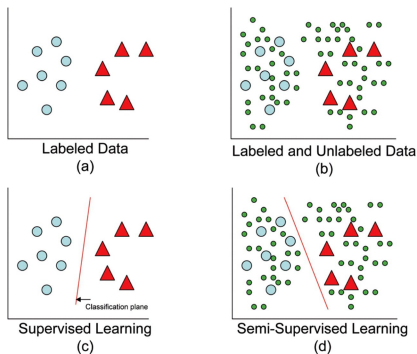 Labeled Data
(a)
Labeled and Unlabeled Data
(b)
Classification plane
Supervised Learning
(c)
Semi-Supervised Learning
(d)